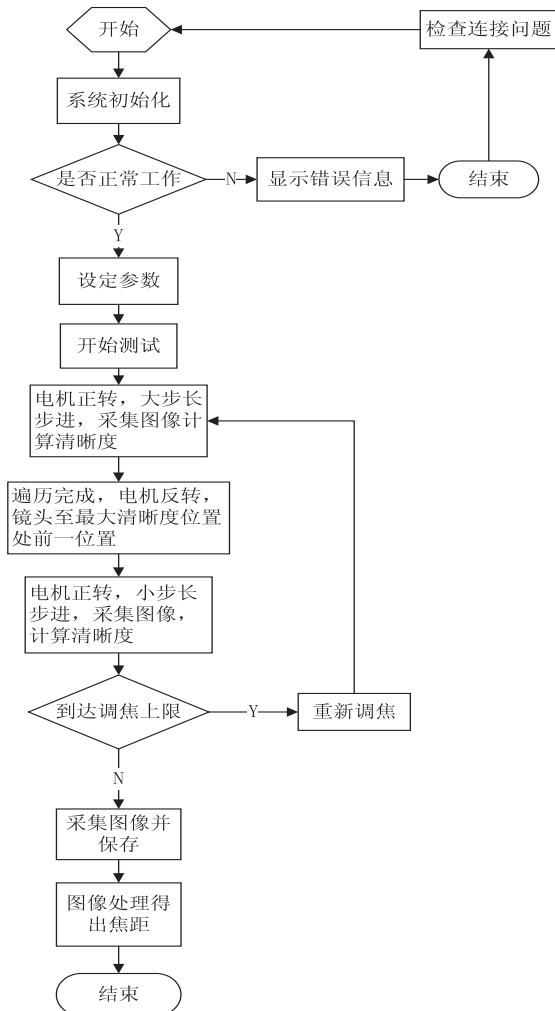 开始
检查连接问题
系统初始化
是否正常工作
N
显示错误信息
结束
Y
设定参数
开始测试
电机正转，大步长
步进，采集图像计
算清晰度
遍历完成，电机反转，
镜头至最大清晰度位置
处前一位置
电机正转，小步长
步进，采集图像，
计算清晰度
到达调焦上限
Y
重新调焦
N
采集图像并
保存
图像处理得
出焦距
结束